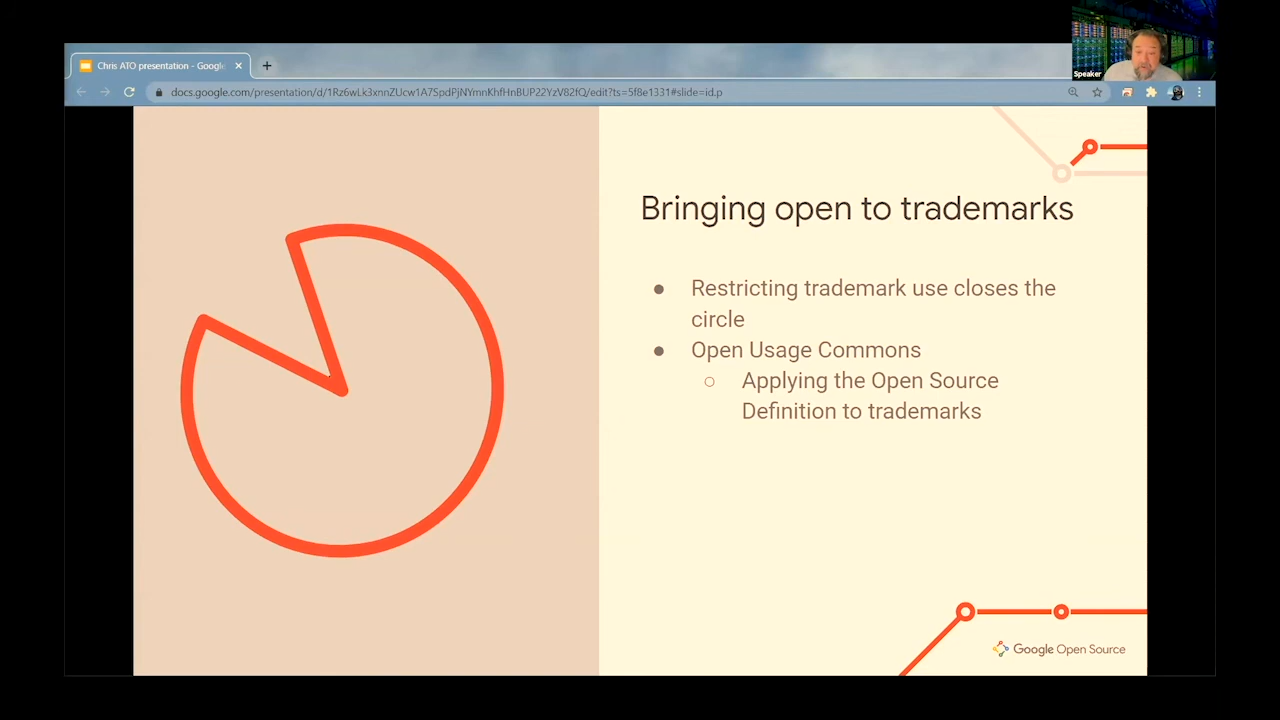 Speaker
Chris ATO presentation - Google
docs.google.com/presentation/d/1Rz6wLk3xnnZUcw1A7SpdPjNYmnKhfHnBUP22YzV82fQ/edit?ts=5f8e1331#slide=id.p
Bringing open to trademarks
● Restricting trademark use closes the
circle
● Open Usage Commons
○ Applying the Open Source
Definition to trademarks
Google Open Source